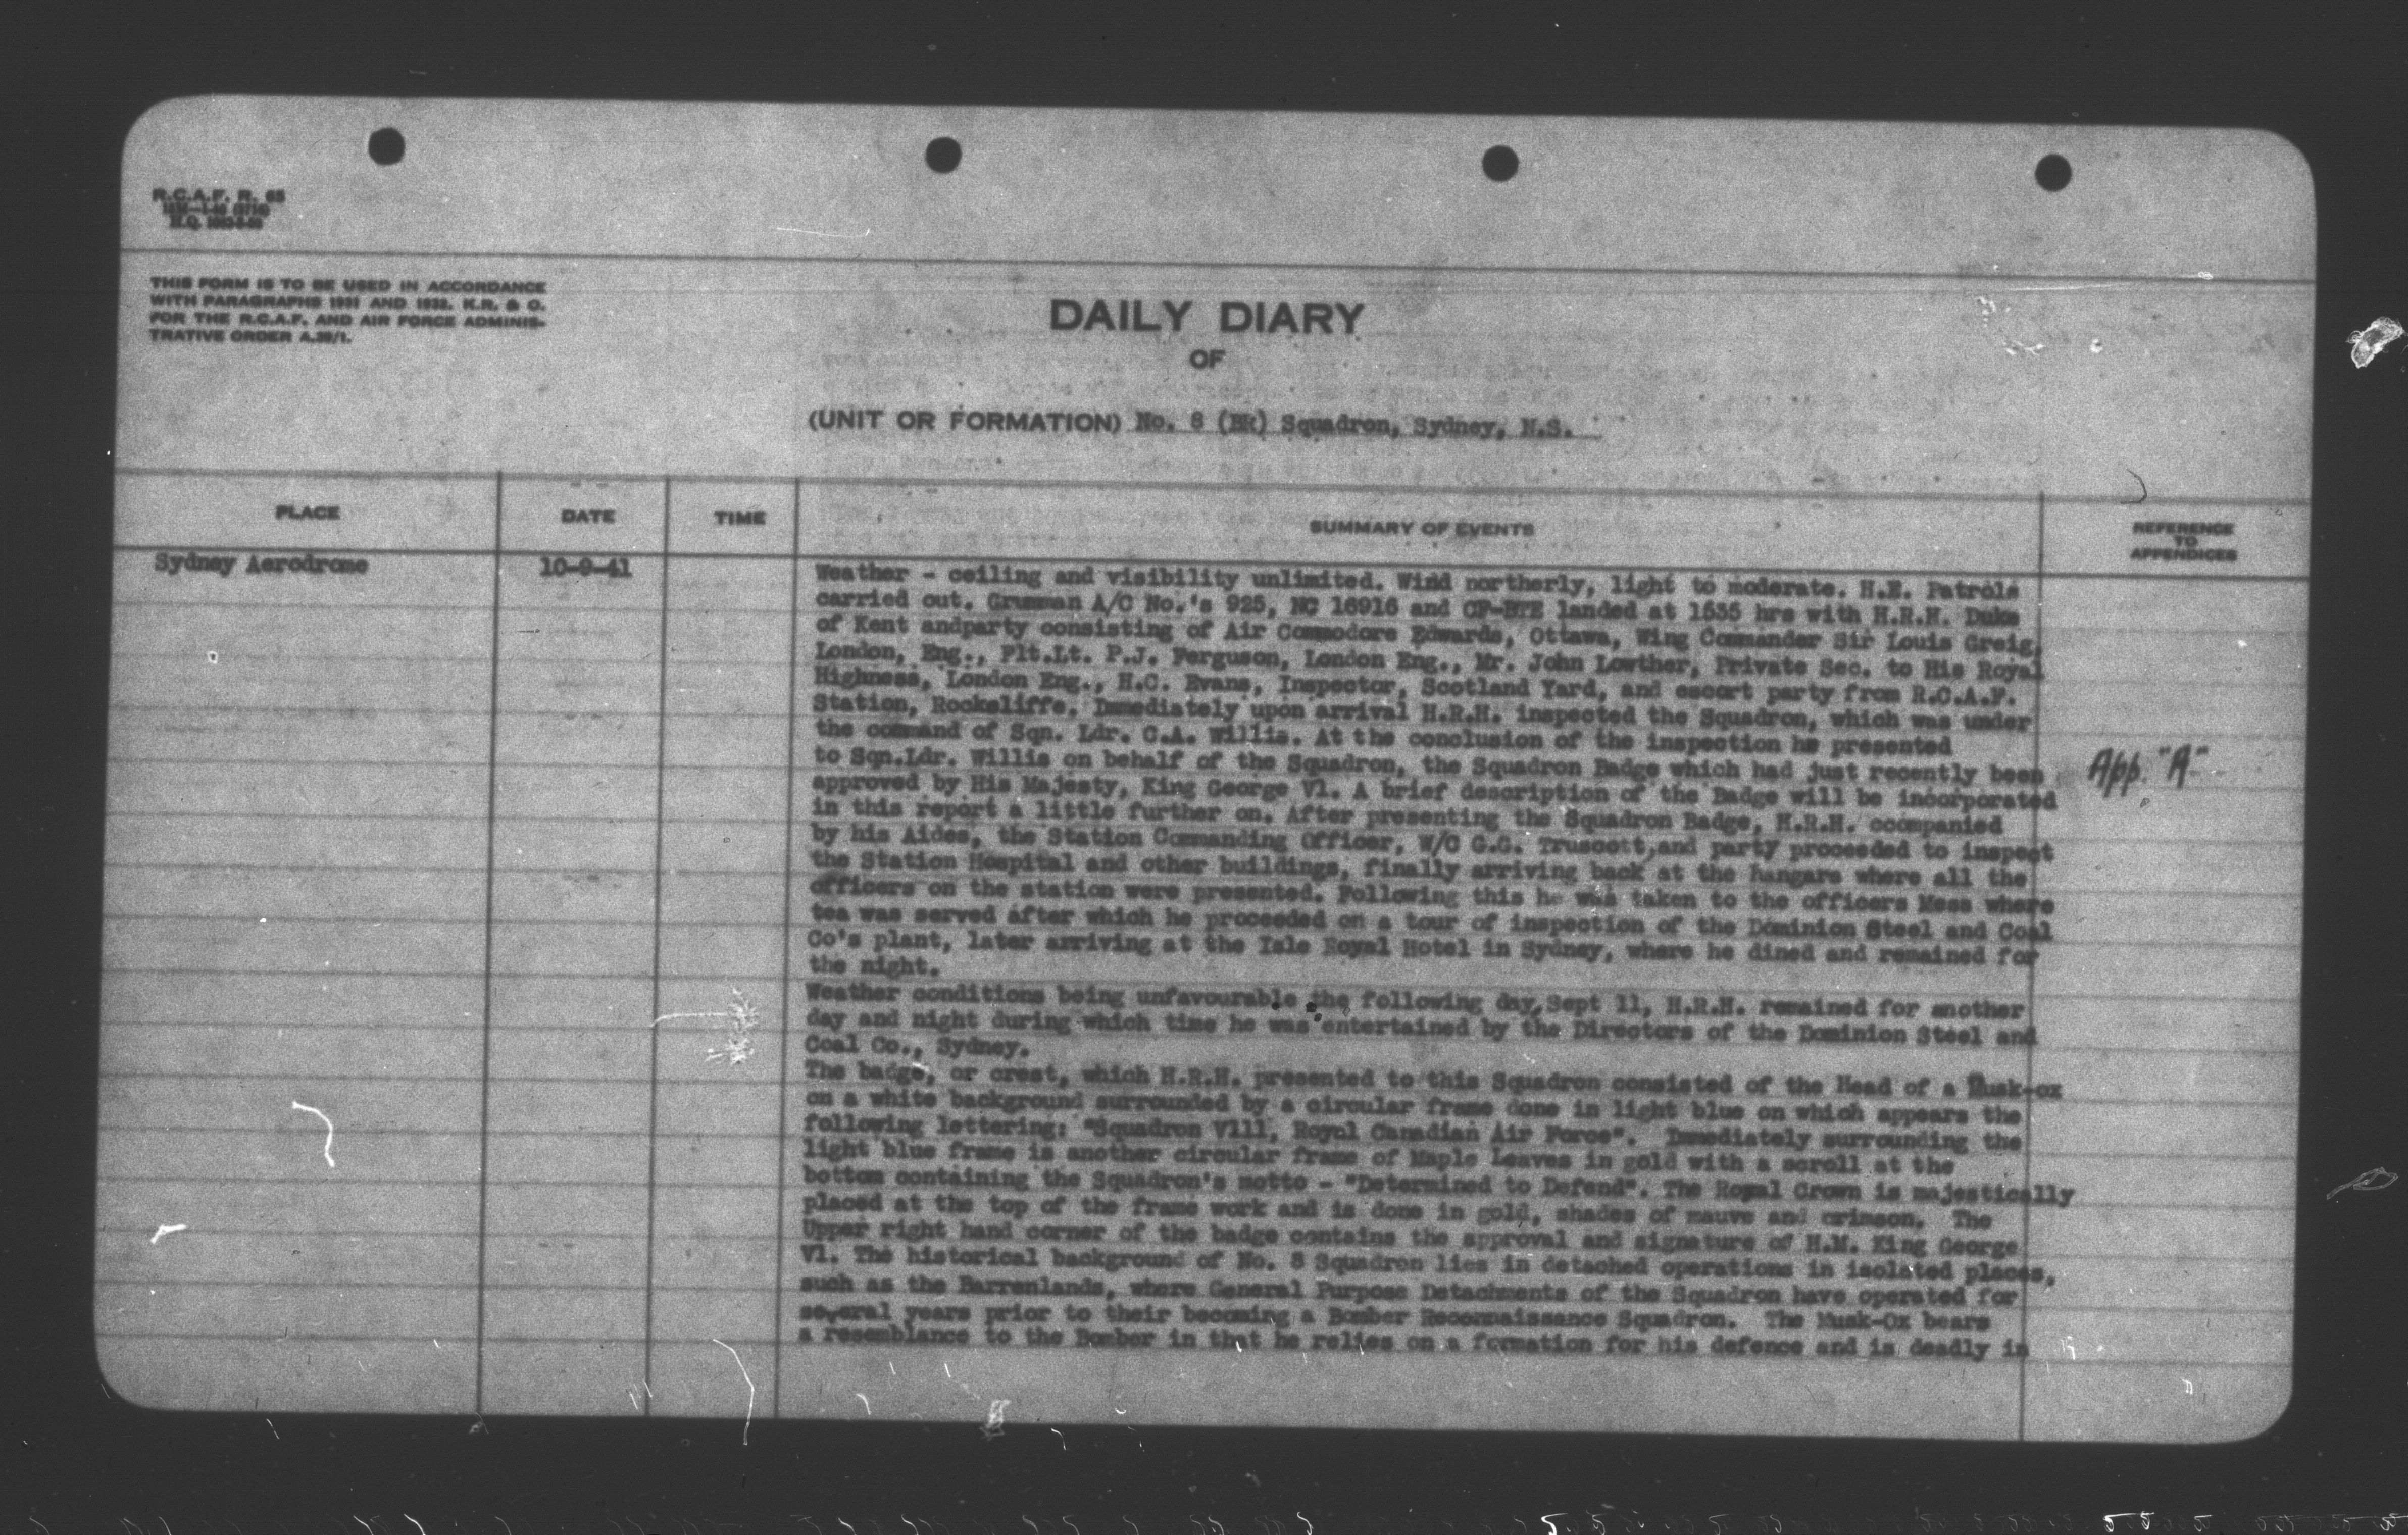 R.C.A.F. R. 65
H.Q.
THIS FORM IS TO BE USED IN ACCORDANCE
WITH PARAGRAPHS 1931 AND 1932, K.R. & O.
FOR THE R.C.A.F. AND AIR FORCE ADMINIS-
TRATIVE ORDER A.28/1.
DAILY DIARY
OF
(UNIT OR FORMATION) No. 8 (BR) Squadron, Sydney, N.S.
PLACE DATE TIME SUMMARY OF EVENTS REFERENCE TO APPENDICES
Sydney Aerodrome 10-9-41
Weather - ceiling and visibility unlimited. Wind northerly, light to moderate. H.E. Patrols
carried out. Grumman A/C No.'s 925, NC 16916 and CF-BTE landed at 1635 hrs with H.R.H. Duke
of Kent andparty consisting of Air Commodore Edwards, Ottawa, Wing Commander Sir Louis Greig,
London, Eng., Flt.Lt. P.J. Ferguson, London Eng., Mr. John Lowther, Private Sec. to His Royal
Highness, London Eng., H.C. Evans, Inspector, Scotland Yard, and escort party from R.C.A.F.
Station, Rockcliffe. Immediately upon arrival H.R.H. inspected the Squadron, which was under
the command of Sqn. Ldr. C.A. Willis. At the conclusion of the inspection he presented
to Sqn.Ldr. Willis on behalf of the Squadron, the Squadron Badge which had just recently been
App. "A"
approved by His Majesty, King George V1. A brief description of the Badge will be incorporated
in this report a little further on. After presenting the Squadron Badge, H.R.H. ccompanied
by his Aides, the Station Commanding Officer, W/C G.G. Truscott,and party proceeded to inspect
the Station Hospital and other buildings, finally arriving back at the hangars where all the
officers on the station were presented. Following this he was taken to the officers Mess where
tea was served after which he proceeded on a tour of inspection of the Dominion Steel and Coal
Co's plant, later arriving at the Isle Royal Hotel in Sydney, where he dined and remained for
the night.
Weather conditions being unfavourable the following day,Sept 11, H.R.H. remained for another
day and night during which time he was entertained by the Directors of the Dominion Steel and
Coal Co., Sydney.
The badge, or crest, which H.R.H. presented to this Squadron consisted of the Head of a Musk-ox
on a white background surrounded by a circular frame done in light blue on which appears the
following lettering: "Squadron V111, Royal Canadian Air Force". Immediately surrounding the
light blue frame is another circular frame of Maple Leaves in gold with a scroll at the
bottom containing the Squadron's motto - "Determined to Defend". The Royal Crown is majestically
placed at the top of the frame work and is done in gold, shades of mauve and crimson. The
Upper right hand corner of the badge contains the approval and signature of H.M. King George
V1. The historical background of No. 8 Squadron lies in detached operations in isolated places,
such as the Barrenlands, where General Purpose Detachments of the Squadron have operated for
several years prior to their becoming a Bomber Reconnaissance Squadron. The Musk-Ox bears
a resemblance to the Bomber in that he relies on a formation for his defence and is deadly in